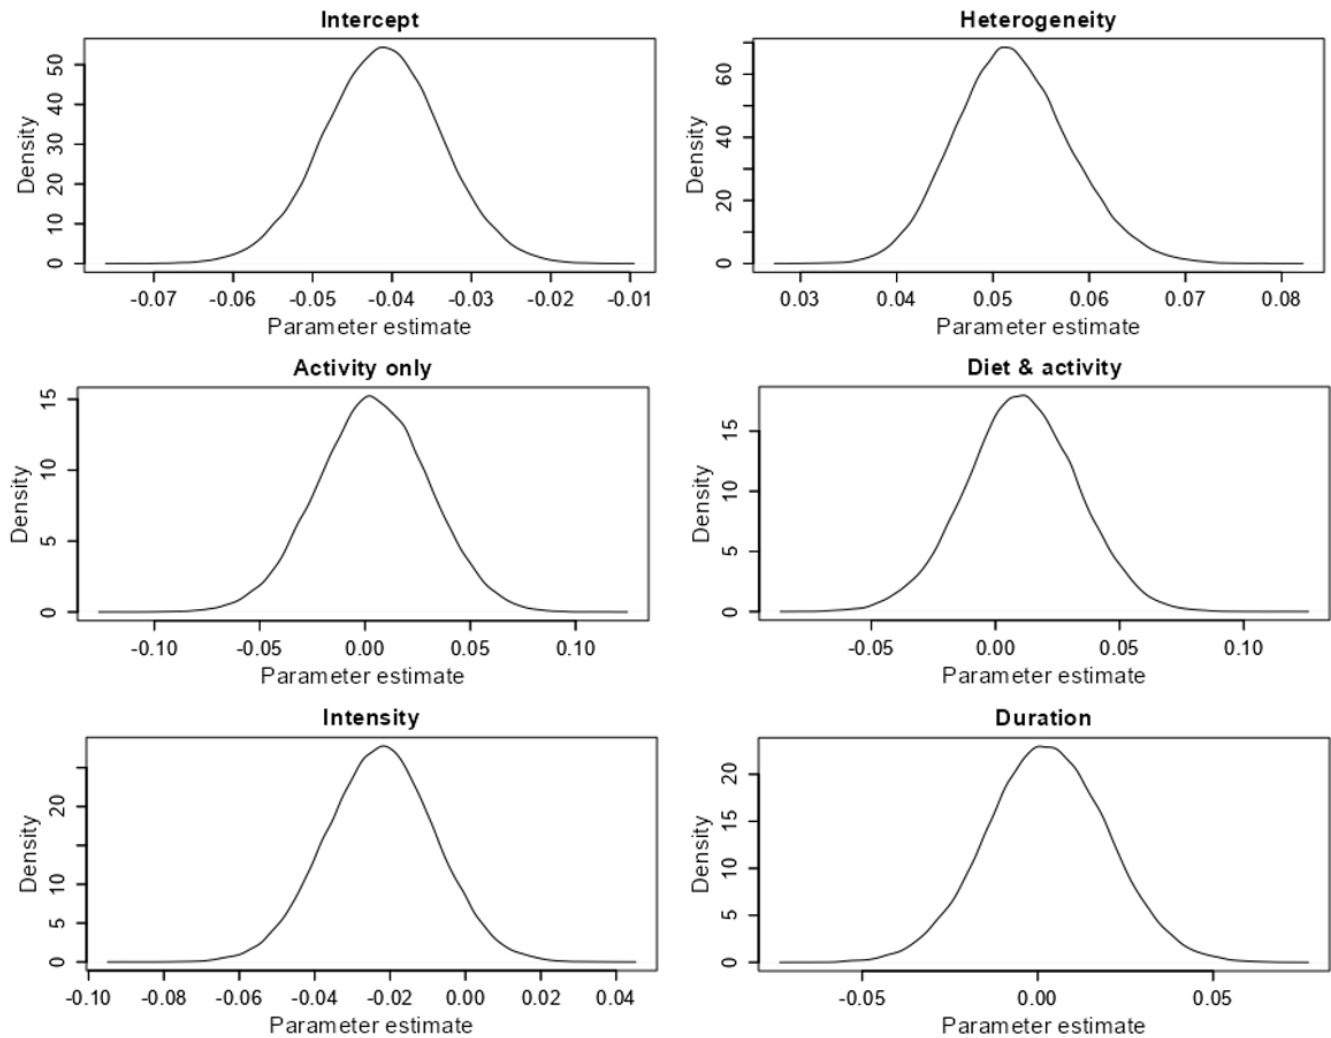 Intercept
Density
0 10 20 30 40 50
-0.07 -0.06 -0.05 -0.04 -0.03 -0.02 -0.01
Parameter estimate
Heterogeneity
Density
0 20 40 60
0.03 0.04 0.05 0.06 0.07 0.08
Parameter estimate
Activity only
Density
0 5 10 15
-0.10 -0.05 0.00 0.05 0.10
Parameter estimate
Diet & activity
Density
0 5 10 15
-0.05 0.00 0.05 0.10
Parameter estimate
Intensity
Density
0 5 10 20
-0.10 -0.08 -0.06 -0.04 -0.02 0.00 0.02 0.04
Parameter estimate
Duration
Density
0 5 10 15 20
-0.05 0.00 0.05
Parameter estimate